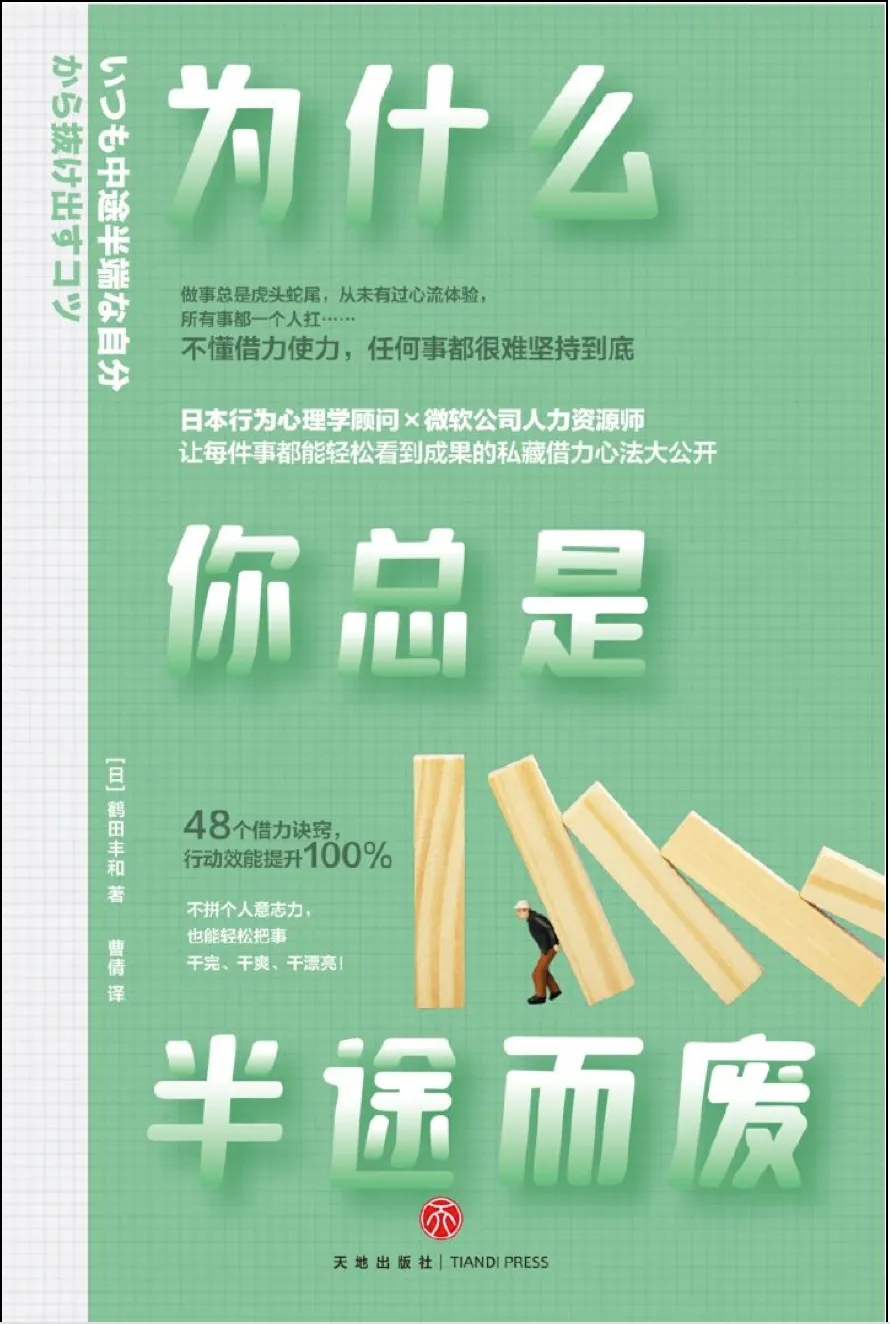 いつも中途半端な自分
から抜け出すコツ
为什么
做事总是虎头蛇尾，从未有过心流体验，
所有事都一个人扛……
不懂借力使力，任何事都很难坚持到底
日本行为心理学顾问×微软公司人力资源师
让每件事都能轻松看到成果的私藏借力心法大公开
你总是
[日] 鹤田丰和 著 曹倩 译
48个借力诀窍，
行动效能提升100%
不拼个人意志力，
也能轻松把事
干完、干爽、干漂亮！
半途而废
天地出版社 | TIANDI PRESS